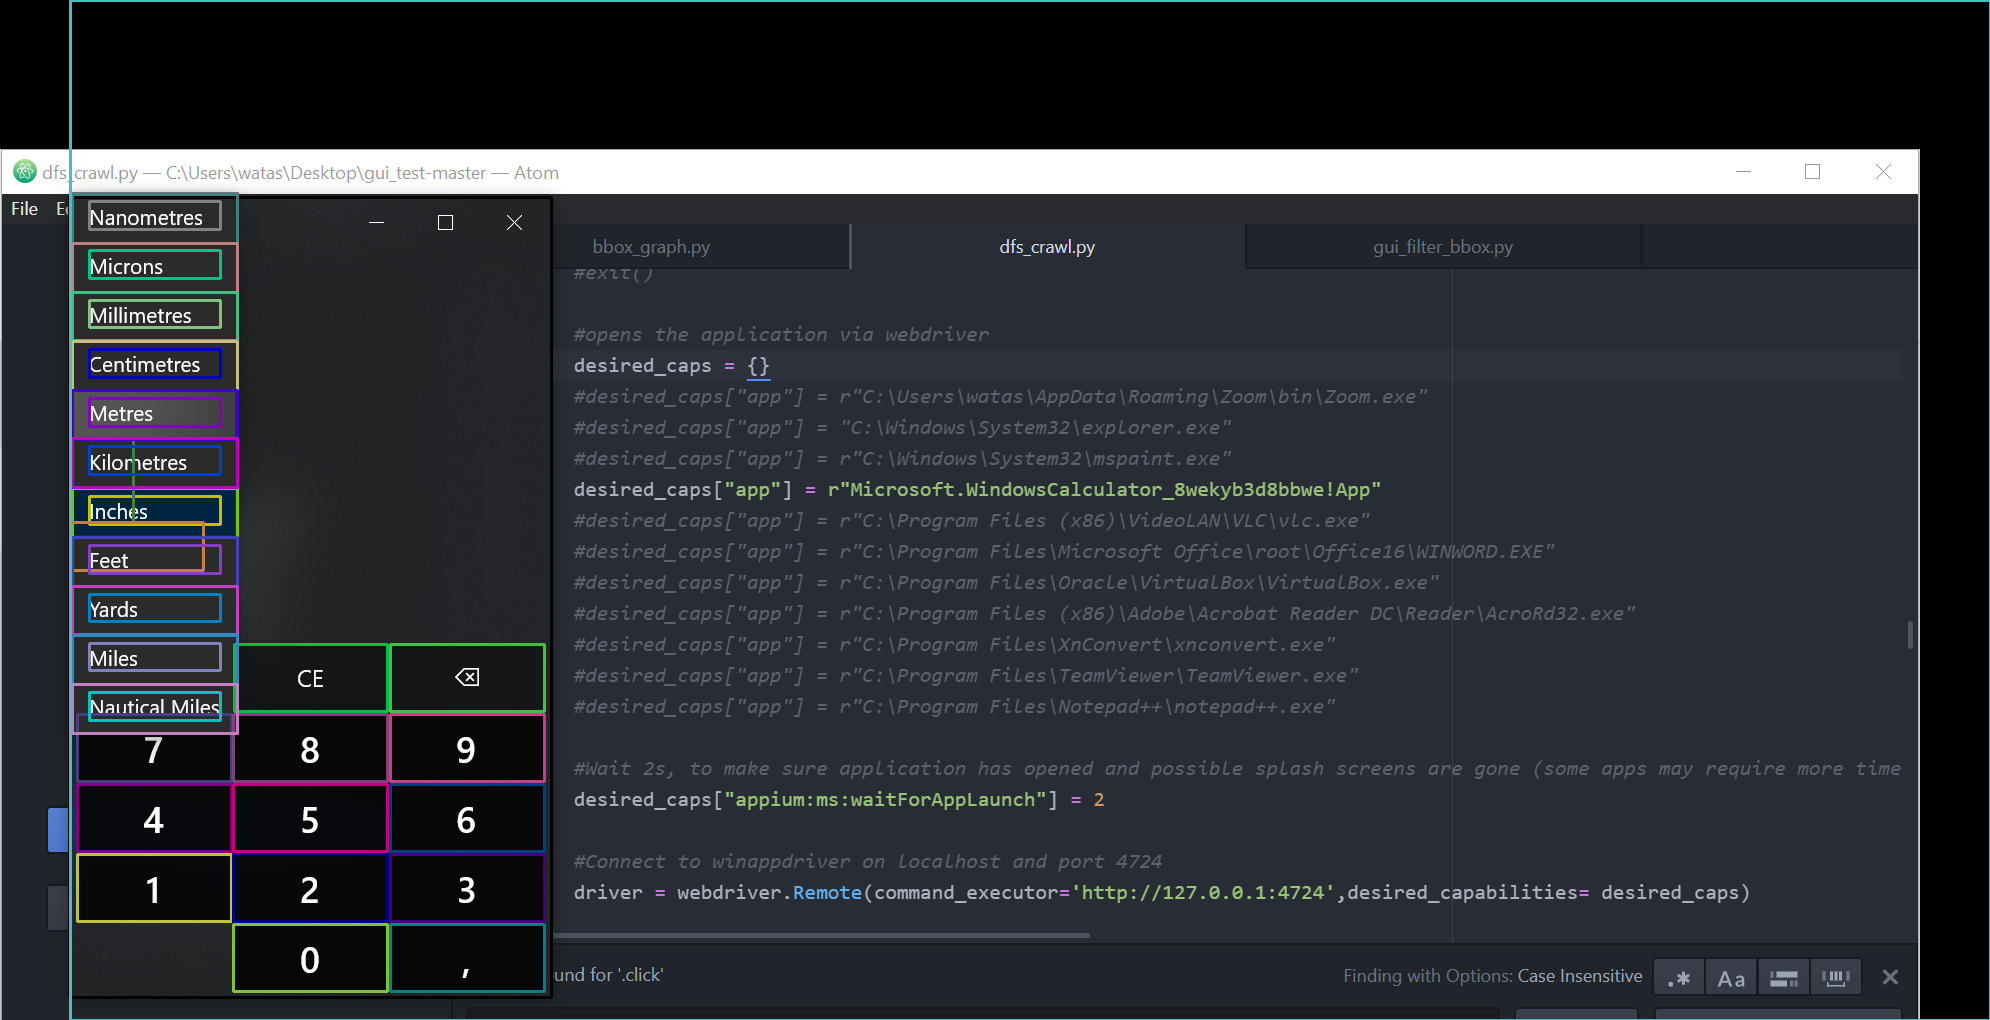 dfs_crawl.py — C:\Users\watas\Desktop\gui_test-master — Atom
File
Nanometres
Microns
Millimetres
Centimetres
Metres
Kilometres
Inches
Feet
Yards
Miles
Nautical Miles
CE
7 8 9
4 5 6
1 2 3
0 ,
bbox_graph.py
dfs_crawl.py
gui_filter_bbox.py
#exit()
#opens the application via webdriver
desired_caps = {}
#desired_caps["app"] = r"C:\Users\watas\AppData\Roaming\Zoom\bin\Zoom.exe"
#desired_caps["app"] = "C:\Windows\System32\explorer.exe"
#desired_caps["app"] = r"C:\Windows\System32\mspaint.exe"
desired_caps["app"] = r"Microsoft.WindowsCalculator_8wekyb3d8bbwe!App"
#desired_caps["app"] = r"C:\Program Files (x86)\VideoLAN\VLC\vlc.exe"
#desired_caps["app"] = r"C:\Program Files\Microsoft Office\root\Office16\WINWORD.EXE"
#desired_caps["app"] = r"C:\Program Files\Oracle\VirtualBox\VirtualBox.exe"
#desired_caps["app"] = r"C:\Program Files (x86)\Adobe\Acrobat Reader DC\Reader\AcroRd32.exe"
#desired_caps["app"] = r"C:\Program Files\XnConvert\xnconvert.exe"
#desired_caps["app"] = r"C:\Program Files\TeamViewer\TeamViewer.exe"
#desired_caps["app"] = r"C:\Program Files\Notepad++\notepad++.exe"
#Wait 2s, to make sure application has opened and possible splash screens are gone (some apps may require more time
desired_caps["appium:ms:waitForAppLaunch"] = 2
#Connect to winappdriver on localhost and port 4724
driver = webdriver.Remote(command_executor='http://127.0.0.1:4724',desired_capabilities= desired_caps)
und for '.click'
Finding with Options: Case Insensitive
.* Aa